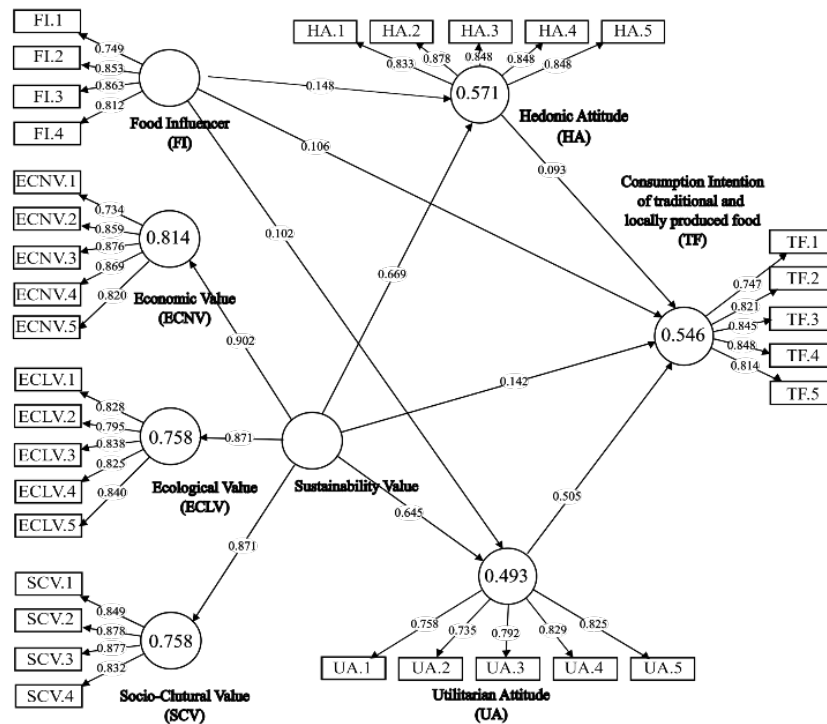 FI.1
FI.2
FI.3
FI.4
0.749
0.853
0.863
0.812
Food Influencer
(FI)
HA.1
HA.2
HA.3
HA.4
HA.5
0.833
0.878
0.848
0.848
0.848
0.571
Hedonic Attitude
(HA)
0.148
0.106
0.102
0.093
Consumption Intention
of traditional and
locally produced food
(TF)
ECNV.1
ECNV.2
ECNV.3
ECNV.4
ECNV.5
0.734
0.859
0.876
0.869
0.820
0.814
Economic Value
(ECNV)
0.902
0.669
TF.1
TF.2
TF.3
TF.4
TF.5
0.747
0.821
0.845
0.848
0.814
0.546
0.142
ECLV.1
ECLV.2
ECLV.3
ECLV.4
ECLV.5
0.828
0.795
0.838
0.825
0.840
0.758
Ecological Value
(ECLV)
0.871
Sustainability Value
0.645
0.505
0.871
SCV.1
SCV.2
SCV.3
SCV.4
0.849
0.878
0.877
0.832
0.758
Socio-Clutural Value
(SCV)
0.493
0.758
0.735
0.792
0.829
0.825
UA.1
UA.2
UA.3
UA.4
UA.5
Utilitarian Attitude
(UA)